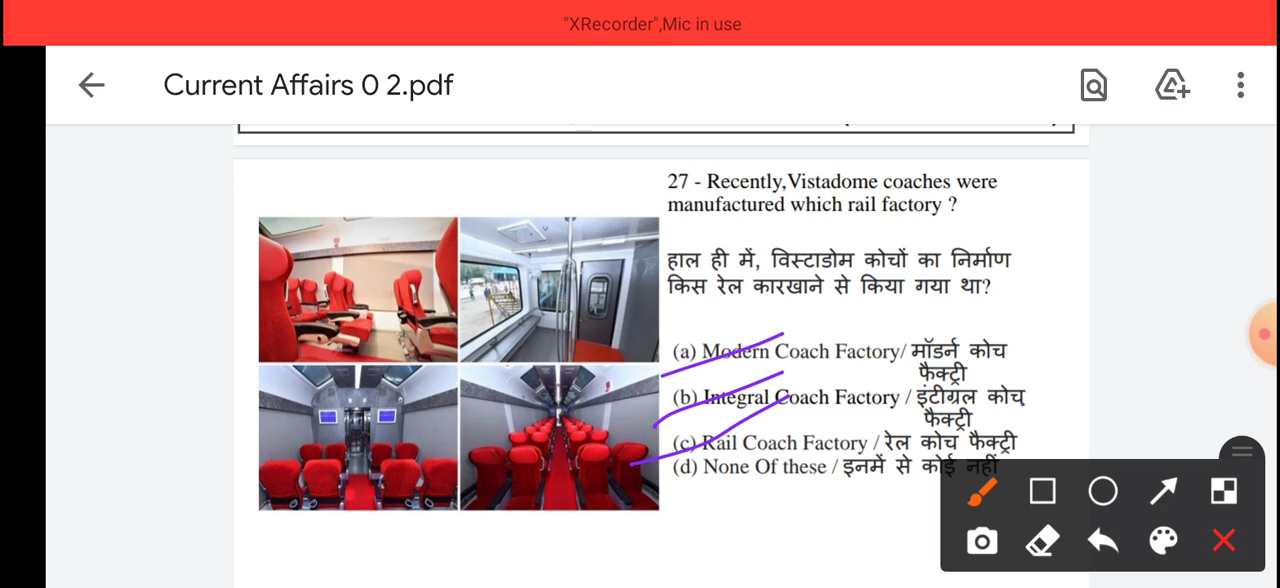 "XRecorder",Mic in use
Current Affairs 0 2.pdf
27 - Recently,Vistadome coaches were
manufactured which rail factory ?
हाल ही में, विस्टाडोम कोचों का निर्माण
किस रेल कारखाने से किया गया था?
(a) Modern Coach Factory/ मॉडर्न कोच
फैक्ट्री
(b) Integral Coach Factory / इंटीग्रल कोच
फैक्ट्री
(c) Rail Coach Factory / रेल कोच फैक्ट्री
(d) None Of these / इनमें से कोई नहीं